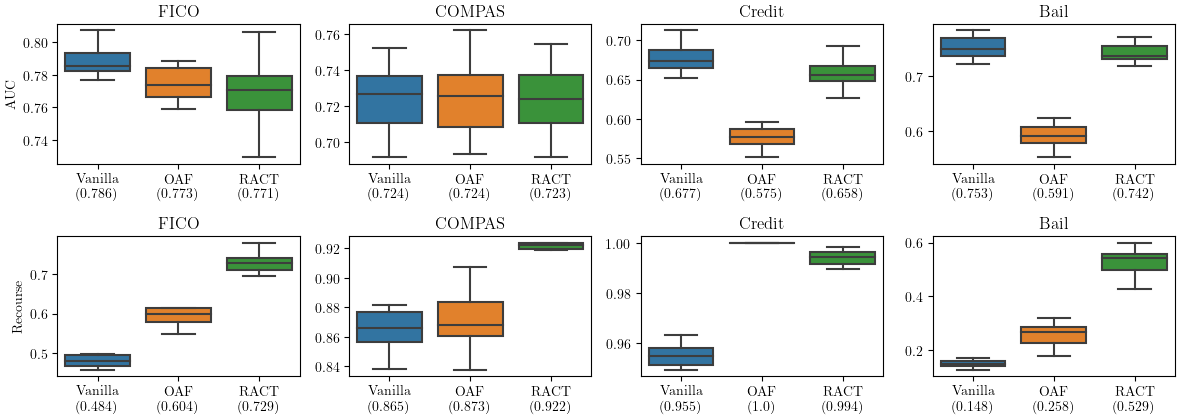 FICO
COMPAS
Credit
Bail
AUC
0.80
0.78
0.76
0.74
0.76
0.74
0.72
0.70
0.70
0.65
0.60
0.55
0.7
0.6
Vanilla OAF RACT
(0.786) (0.773) (0.771)
Vanilla OAF RACT
(0.724) (0.724) (0.723)
Vanilla OAF RACT
(0.677) (0.575) (0.658)
Vanilla OAF RACT
(0.753) (0.591) (0.742)
FICO
COMPAS
Credit
Bail
Recourse
0.7
0.6
0.5
0.92
0.90
0.88
0.86
0.84
1.00
0.98
0.96
0.6
0.4
0.2
Vanilla OAF RACT
(0.484) (0.604) (0.729)
Vanilla OAF RACT
(0.865) (0.873) (0.922)
Vanilla OAF RACT
(0.955) (1.0) (0.994)
Vanilla OAF RACT
(0.148) (0.258) (0.529)